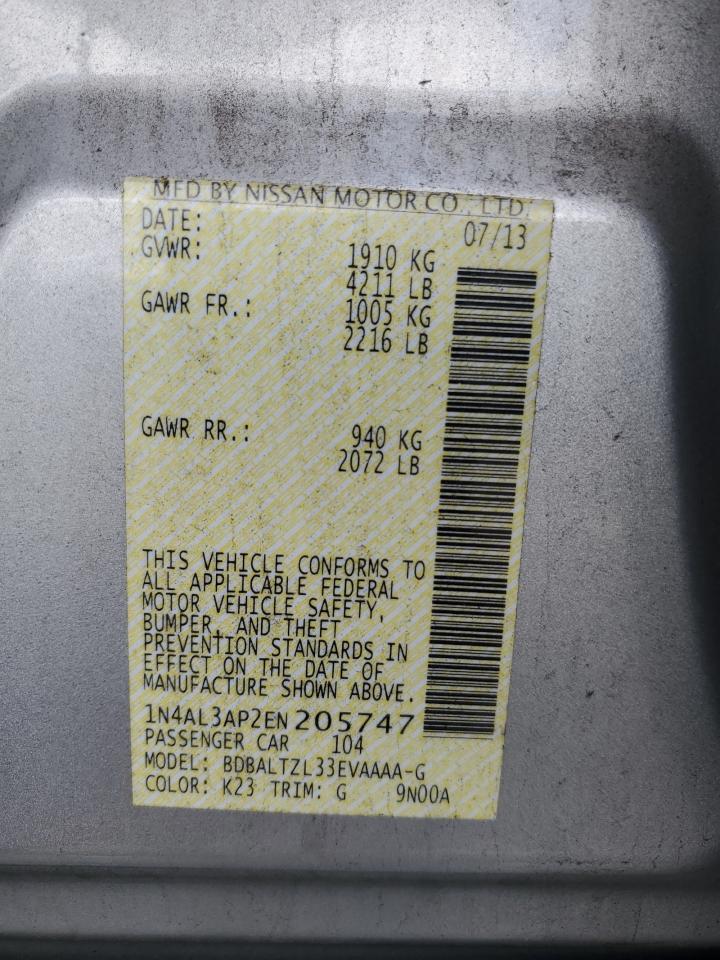 MFD BY NISSAN MOTOR CO., LTD.
DATE: 07/13
GVWR: 1910 KG
4211 LB
GAWR FR.: 1005 KG
2216 LB
GAWR RR.: 940 KG
2072 LB
THIS VEHICLE CONFORMS TO
ALL APPLICABLE FEDERAL
MOTOR VEHICLE SAFETY,
BUMPER, AND THEFT
PREVENTION STANDARDS IN
EFFECT ON THE DATE OF
MANUFACTURE SHOWN ABOVE.
1N4AL3AP2EN205747
PASSENGER CAR 104
MODEL: BDBALTZL33EVAAAA-G
COLOR: K23 TRIM: G 9N00A